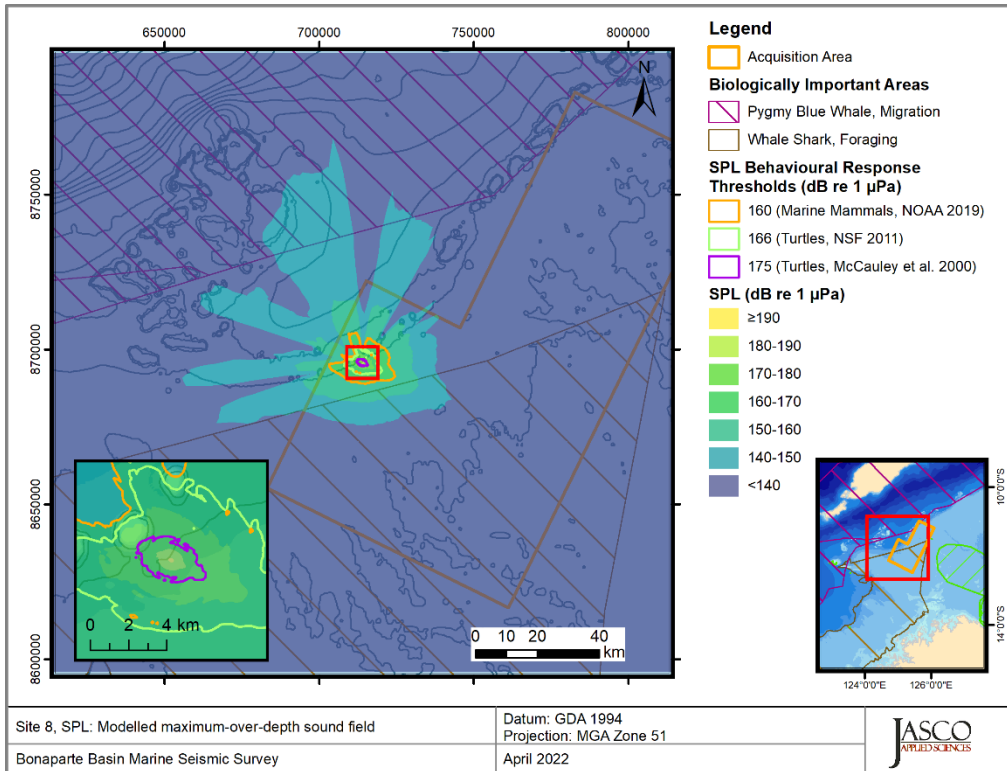 650000
700000
750000
800000
8750000
8700000
8650000
8600000
N
0 2 4 km
0 10 20 40
km
Legend
Acquisition Area
Biologically Important Areas
Pygmy Blue Whale, Migration
Whale Shark, Foraging
SPL Behavioural Response
Thresholds (dB re 1 µPa)
160 (Marine Mammals, NOAA 2019)
166 (Turtles, NSF 2011)
175 (Turtles, McCauley et al. 2000)
SPL (dB re 1 µPa)
≥190
180-190
170-180
160-170
150-160
140-150
<140
10°0'0"S
14°0'0"S
124°0'0"E
126°0'0"E
Site 8, SPL: Modelled maximum-over-depth sound field
Datum: GDA 1994
Projection: MGA Zone 51
Bonaparte Basin Marine Seismic Survey
April 2022
JASCO
APPLIED SCIENCES